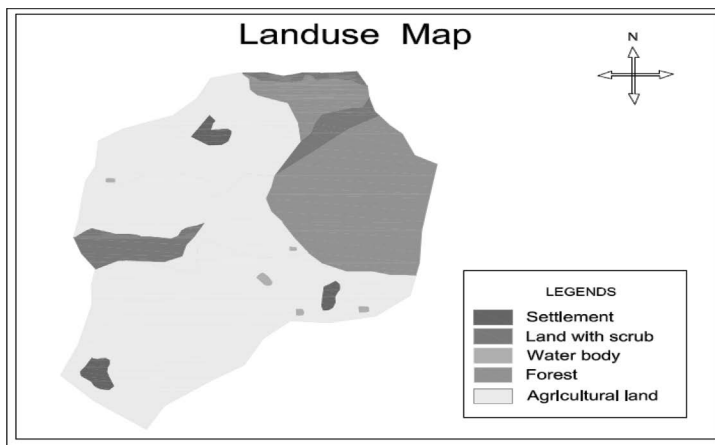 Landuse Map
N
LEGENDS
Settlement
Land with scrub
Water body
Forest
Agricultural land